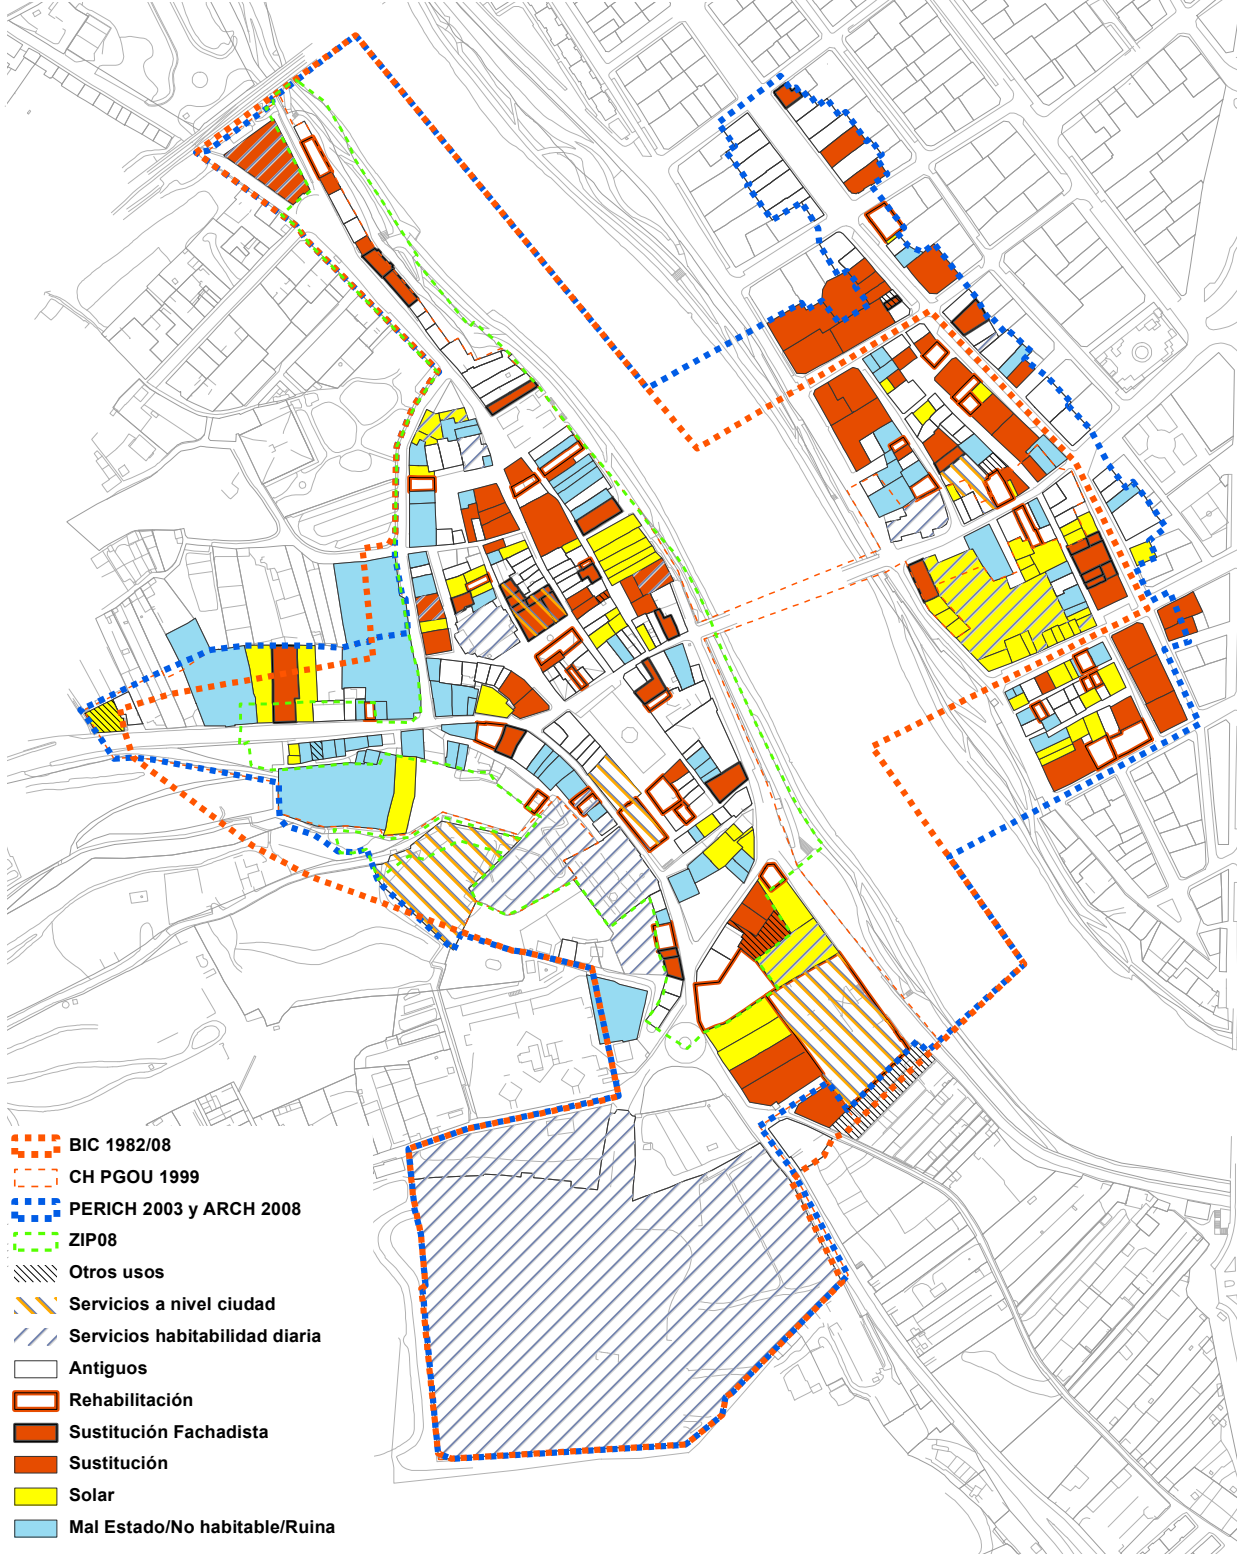 BIC 1982/08
CH PGOU 1999
PERICH 2003 y ARCH 2008
ZIP08
Otros usos
Servicios a nivel ciudad
Servicios habitabilidad diaria
Antiguos
Rehabilitación
Sustitución Fachadista
Sustitución
Solar
Mal Estado/No habitable/Ruina